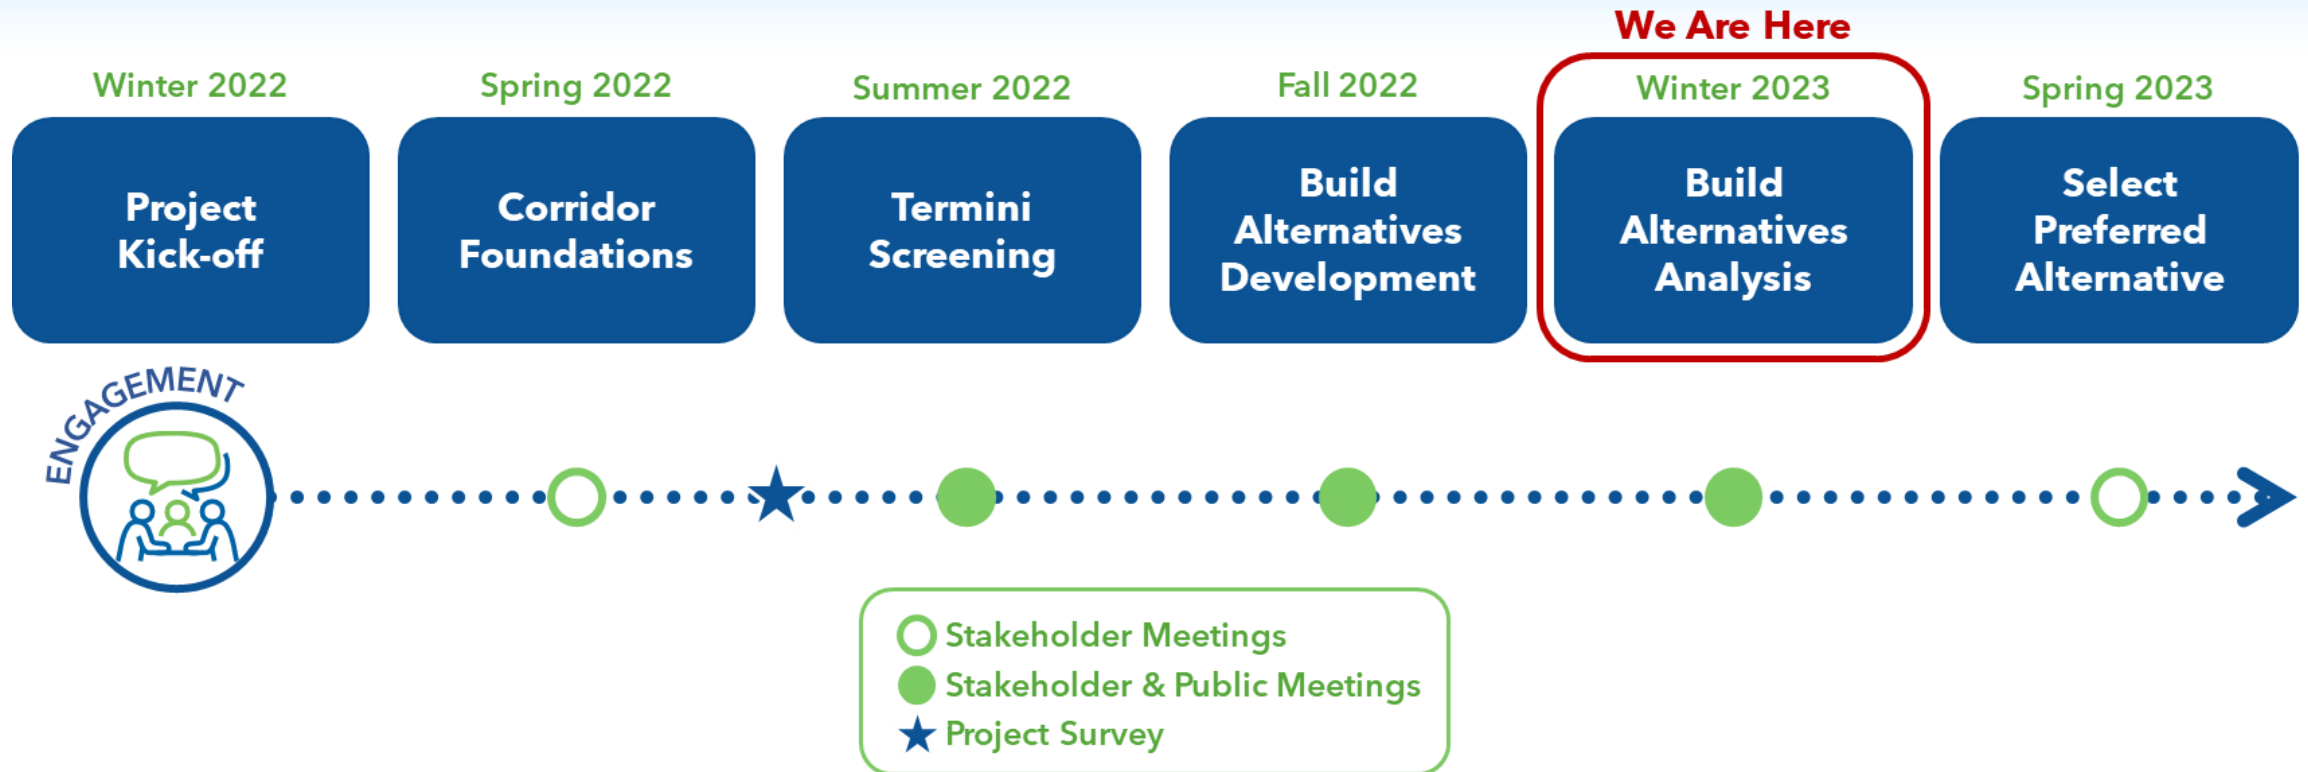 We Are Here
Winter 2022
Spring 2022
Summer 2022
Fall 2022
Winter 2023
Spring 2023
Project
Kick-off
Corridor
Foundations
Termini
Screening
Build
Alternatives
Development
Build
Alternatives
Analysis
Select
Preferred
Alternative
ENGAGEMENT
Stakeholder Meetings
Stakeholder & Public Meetings
Project Survey